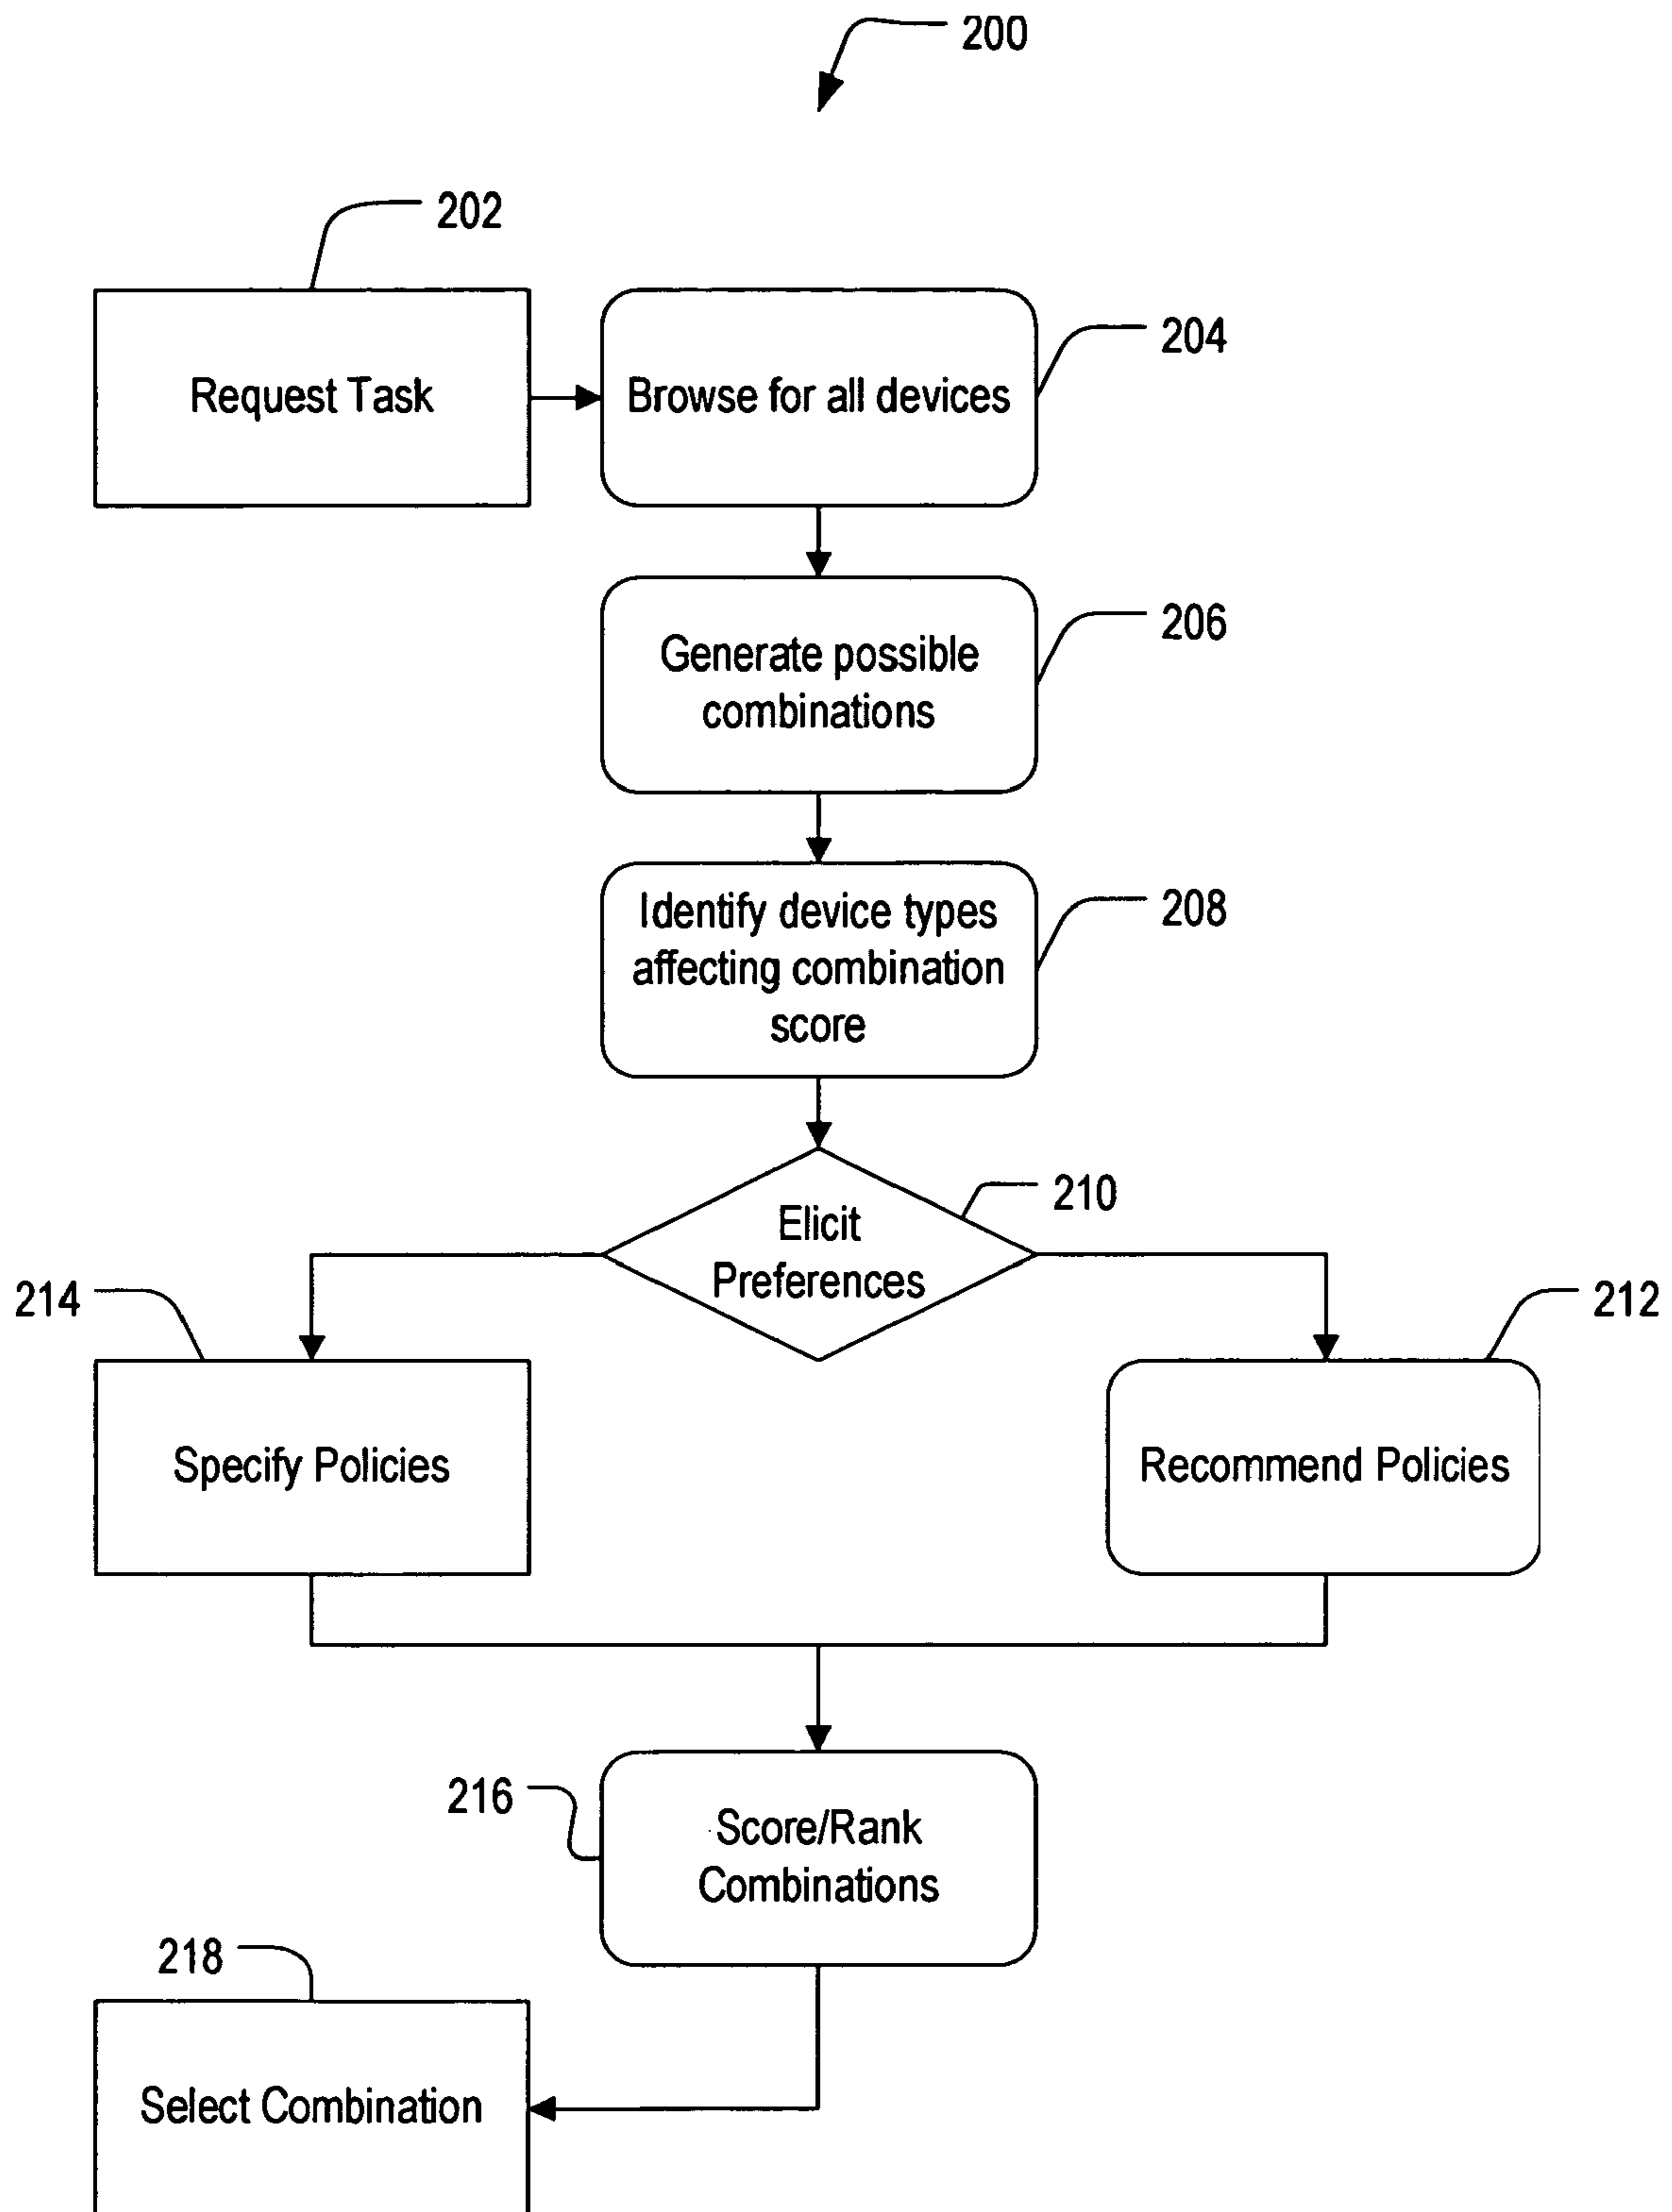 200
202
204
Request Task
Browse for all devices
206
Generate possible
combinations
208
Identify device types
affecting combination
score
210
Elicit
Preferences
214
212
Specify Policies
Recommend Policies
216
Score/Rank
Combinations
218
Select Combination